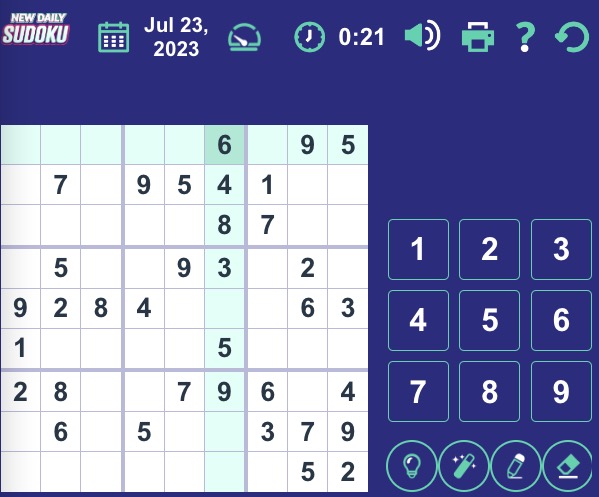 NEW DAILY
SUDOKU
Jul 23,
2023
0:21
?
6 9 5
7 9 5 4 1
8 7
5 9 3 2
9 2 8 4 6 3
1 5
2 8 7 9 6 4
6 5 3 7 9
5 2
1 2 3
4 5 6
7 8 9